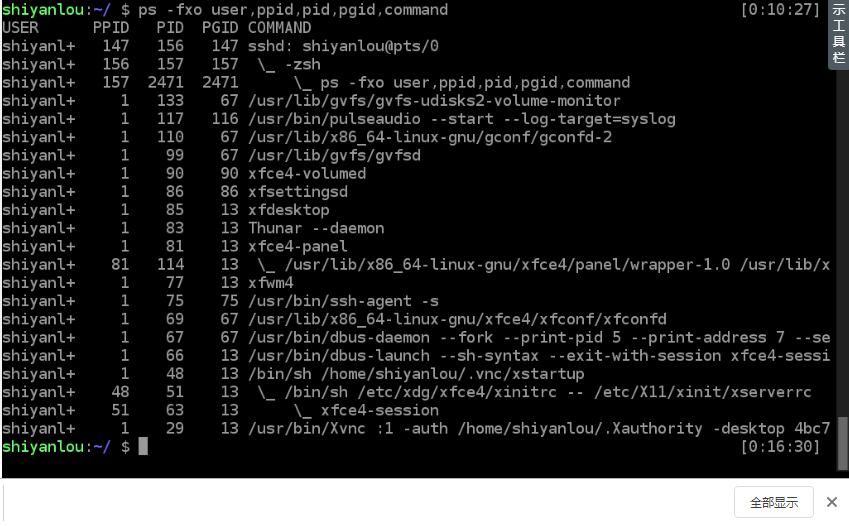 shiyanlou:~/ $ ps -fxo user,ppid,pid,pgid,command [0:10:27]
USER PPID PID PGID COMMAND
shiyanl+ 147 156 147 sshd: shiyanlou@pts/0
shiyanl+ 156 157 157 \_ -zsh
shiyanl+ 157 2471 2471 \_ ps -fxo user,ppid,pid,pgid,command
shiyanl+ 1 133 67 /usr/lib/gvfs/gvfs-udisks2-volume-monitor
shiyanl+ 1 117 116 /usr/bin/pulseaudio --start --log-target=syslog
shiyanl+ 1 110 67 /usr/lib/x86_64-linux-gnu/gconf/gconfd-2
shiyanl+ 1 99 67 /usr/lib/gvfs/gvfsd
shiyanl+ 1 90 90 xfce4-volumed
shiyanl+ 1 86 86 xfsettingsd
shiyanl+ 1 85 13 xfdesktop
shiyanl+ 1 83 13 Thunar --daemon
shiyanl+ 1 81 13 xfce4-panel
shiyanl+ 81 114 13 \_ /usr/lib/x86_64-linux-gnu/xfce4/panel/wrapper-1.0 /usr/lib/x
shiyanl+ 1 77 13 xfwm4
shiyanl+ 1 75 75 /usr/bin/ssh-agent -s
shiyanl+ 1 69 67 /usr/lib/x86_64-linux-gnu/xfce4/xfconf/xfconfd
shiyanl+ 1 67 67 /usr/bin/dbus-daemon --fork --print-pid 5 --print-address 7 --se
shiyanl+ 1 66 13 /usr/bin/dbus-launch --sh-syntax --exit-with-session xfce4-sessi
shiyanl+ 1 48 13 /bin/sh /home/shiyanlou/.vnc/xstartup
shiyanl+ 48 51 13 \_ /bin/sh /etc/xdg/xfce4/xinitrc -- /etc/X11/xinit/xserverrc
shiyanl+ 51 63 13 \_ xfce4-session
shiyanl+ 1 29 13 /usr/bin/Xvnc :1 -auth /home/shiyanlou/.Xauthority -desktop 4bc7
shiyanlou:~/ $ [0:16:30]
示工具栏
全部显示